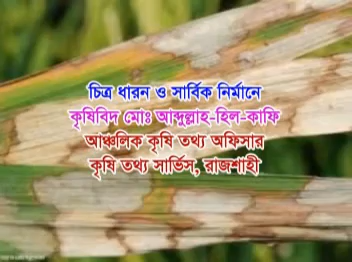 চিত্র ধারন ও সার্বিক নির্মানে
কৃষিবিদ মোঃ আব্দুল্লাহ-হিল-কাফি
আঞ্চলিক কৃষি তথ্য অফিসার
কৃষি তথ্য সার্ভিস, রাজশাহী